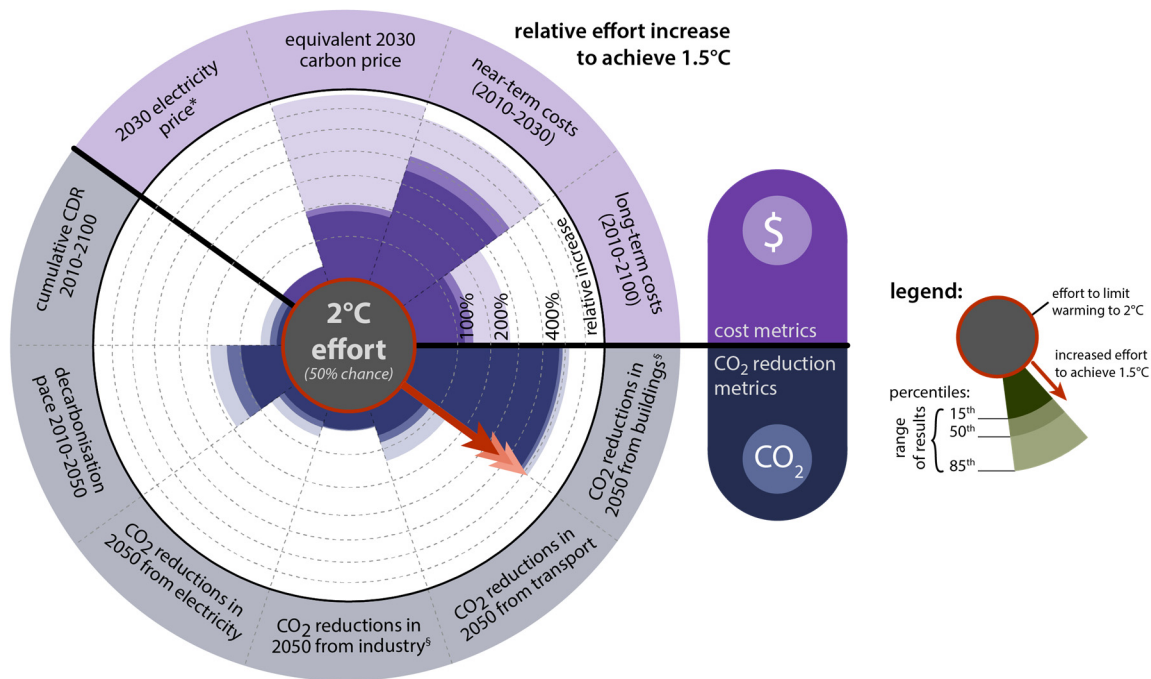 relative effort increase
to achieve 1.5°C
equivalent 2030
carbon price
near-term costs
(2010-2030)
long-term costs
(2010-2100)
2030 electricity
price*
cumulative CDR
2010-2100
decarbonisation
pace 2010-2050
CO2 reductions in
2050 from electricity
CO2 reductions in
2050 from industry§
CO2 reductions in
2050 from transport
CO2 reductions in
2050 from buildings§
2°C
effort
(50% chance)
100%
200%
400%
relative increase
$
cost metrics
CO2 reduction
metrics
CO2
legend:
effort to limit
warming to 2°C
increased effort
to achieve 1.5°C
percentiles:
range
of results
15th
50th
85th